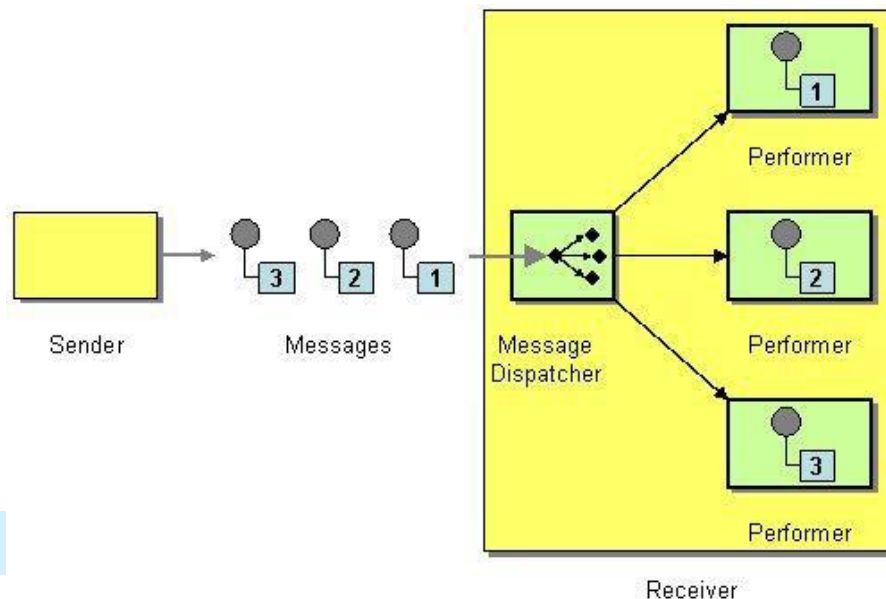 1
Performer
3
2
1
2
Sender
Messages
Message
Dispatcher
Performer
3
Performer
Receiver